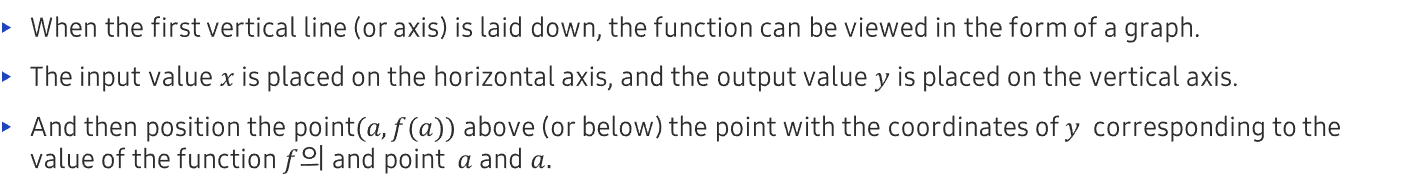 When the first vertical line (or axis) is laid down, the function can be viewed in the form of a graph.
The input value x is placed on the horizontal axis, and the output value y is placed on the vertical axis.
And then position the point(a, f(a)) above (or below) the point with the coordinates of y corresponding to the
value of the function f의 and point a and a.